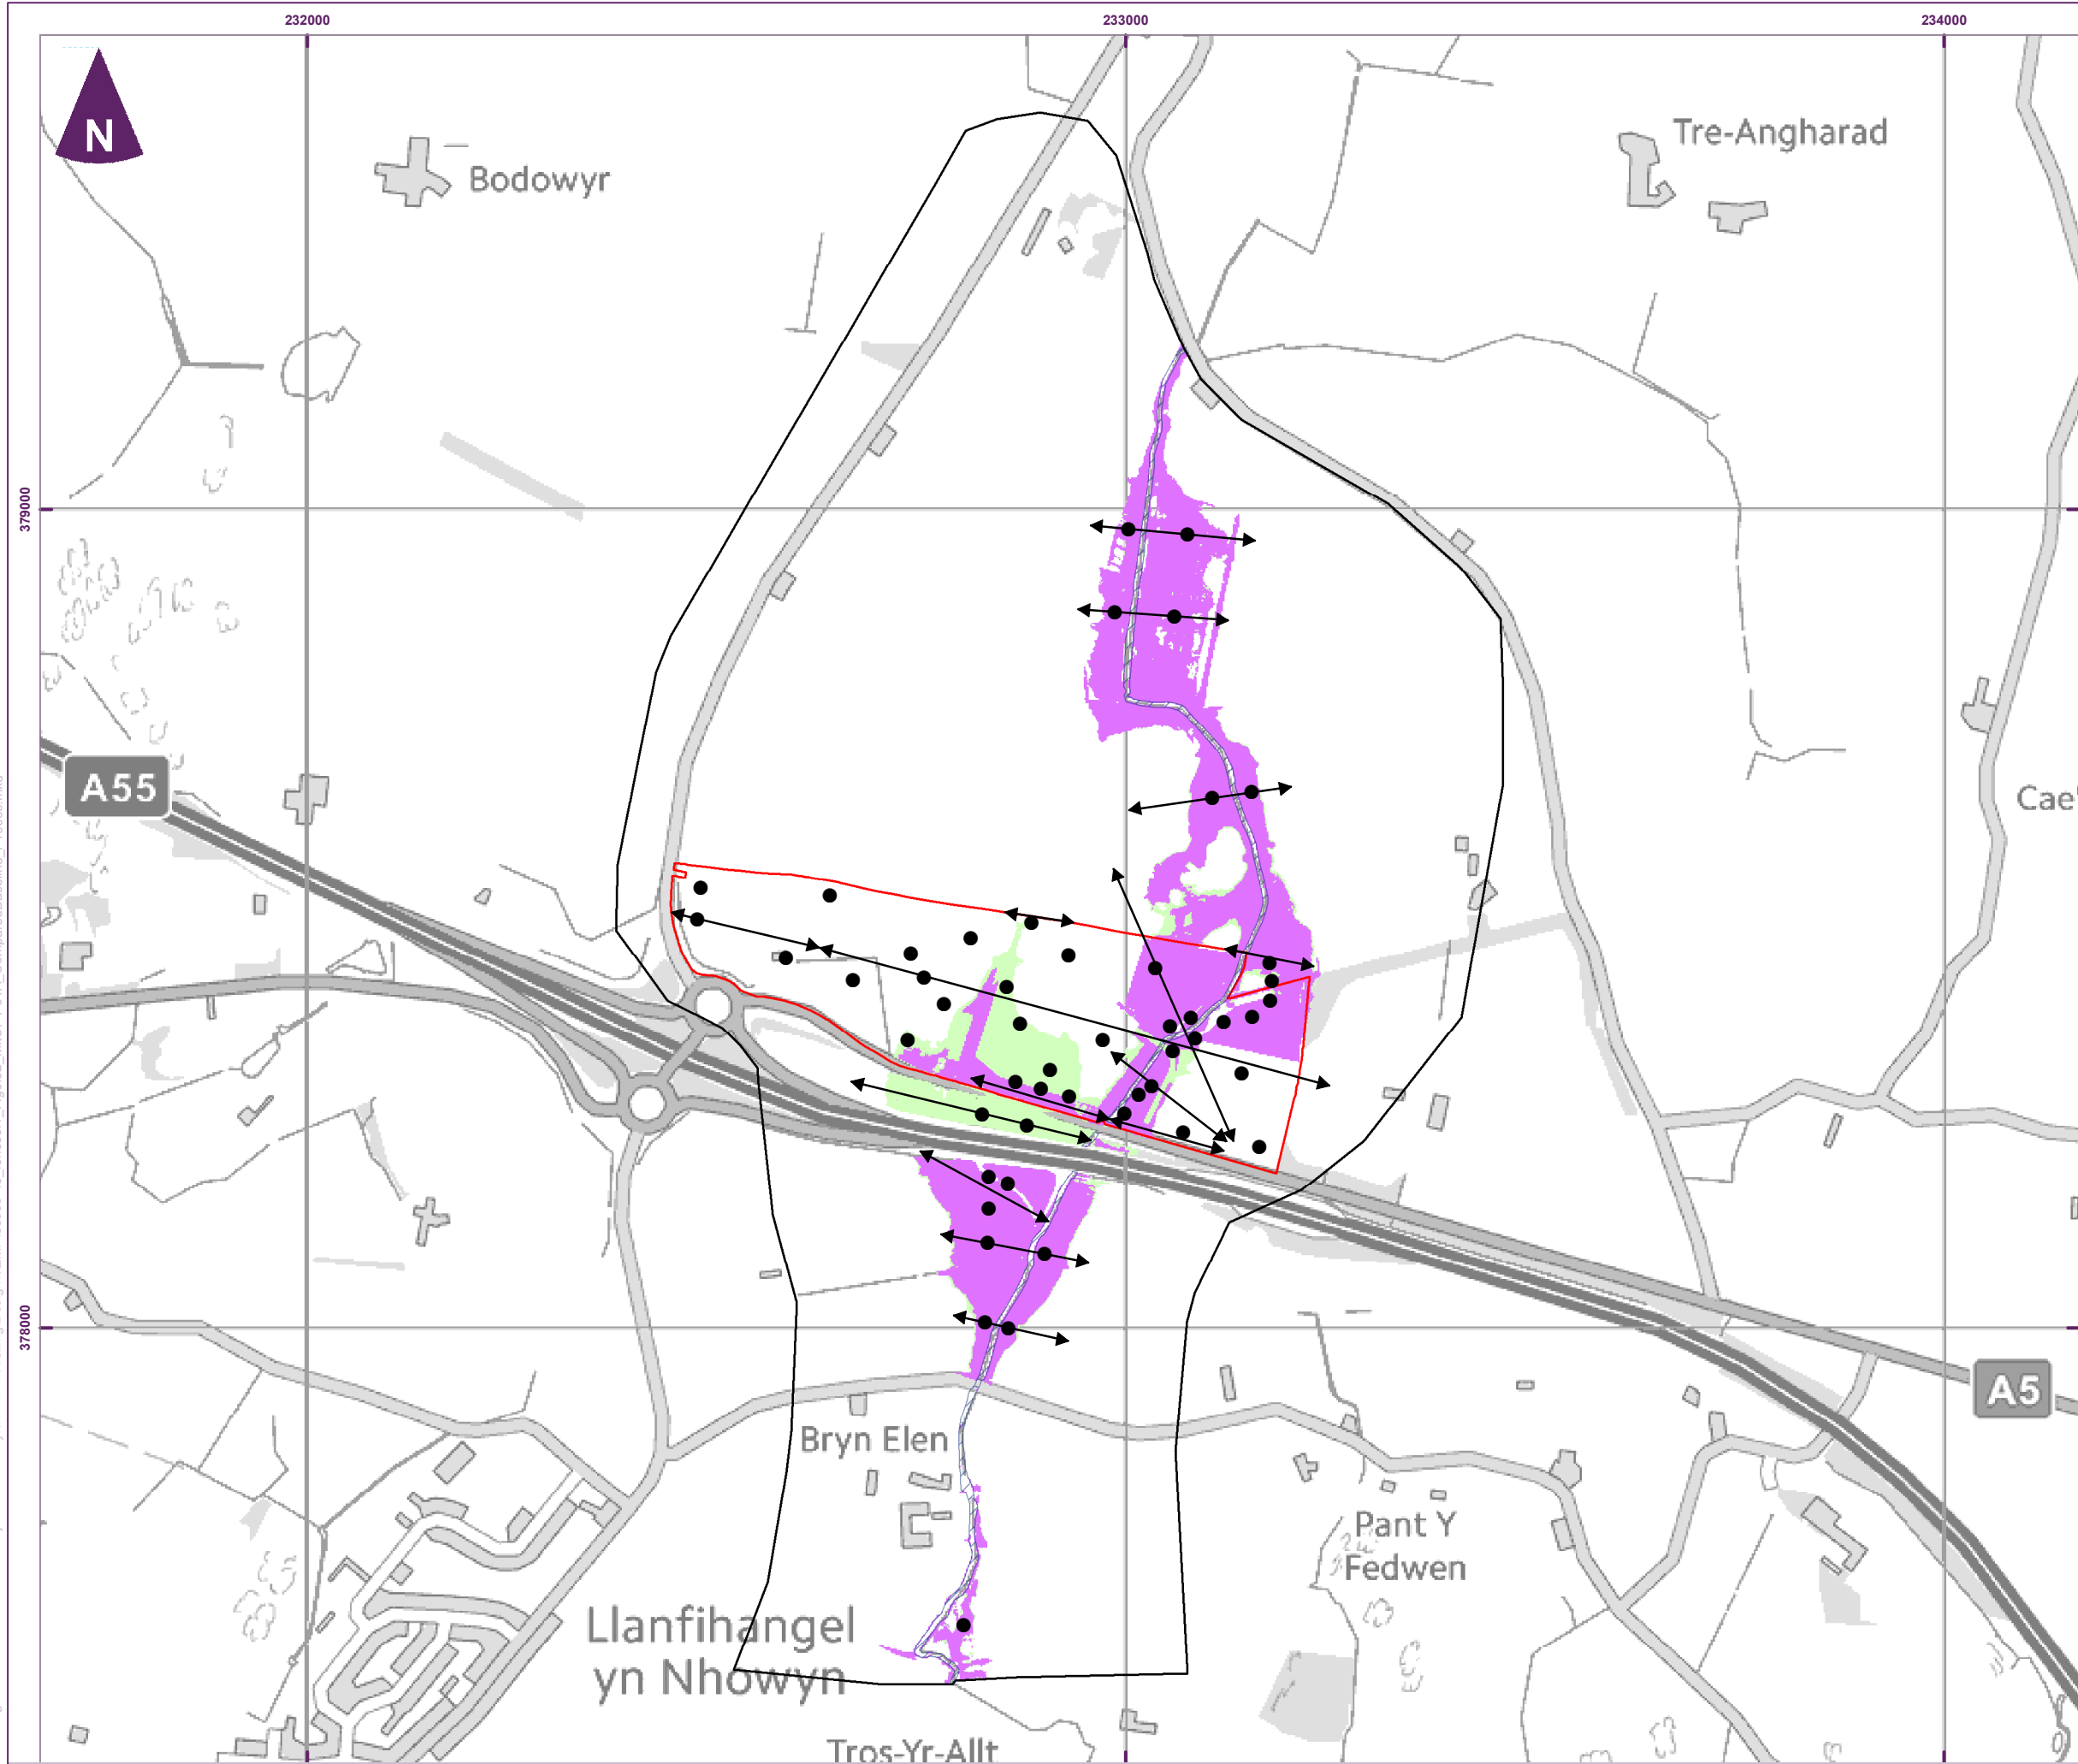 232000
233000
234000
N
Tre-Angharad
Bodowyr
379000
A55
Cae'
378000
A5
Bryn Elen
Pant Y
Fedwen
Llanfihangel
yn Nhowyn
Tros-Yr-Allt